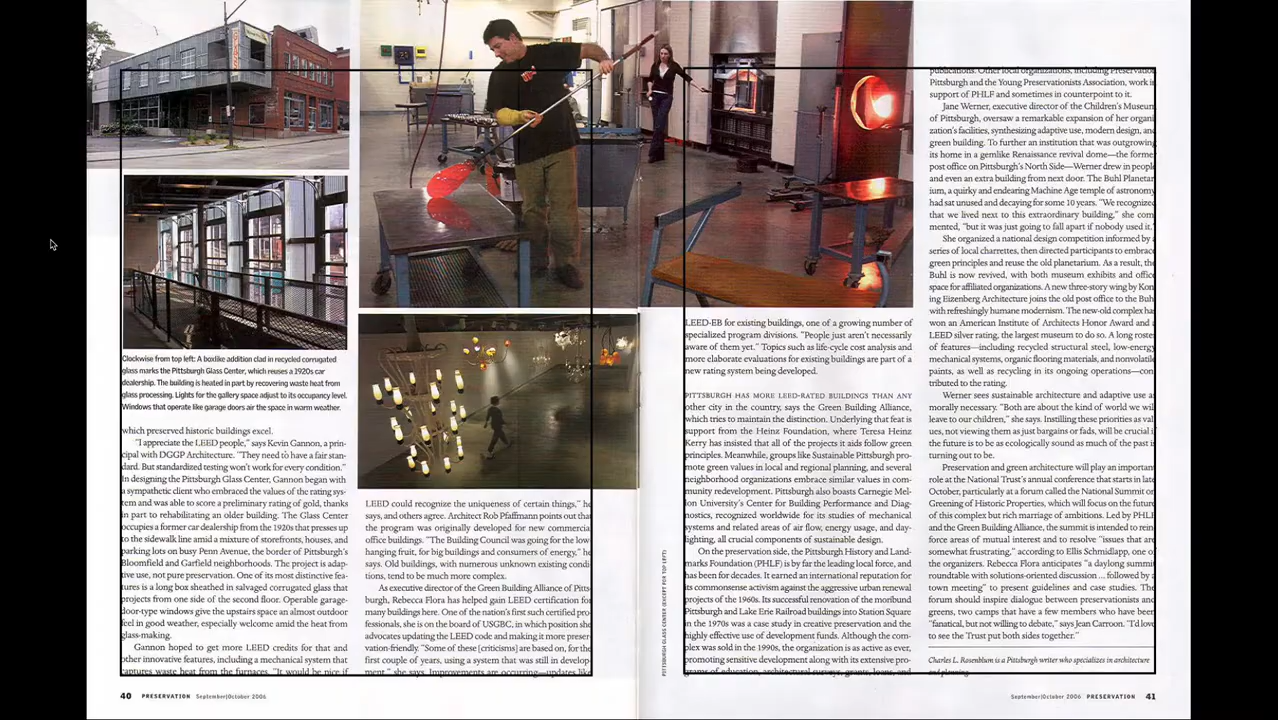 Clockwise from top left: A boxlike addition clad in recycled corrugated
glass marks the Pittsburgh Glass Center, which reuses a 1920s car
dealership. The building is heated in part by recovering waste heat from
glass processing. Lights for the gallery space adjust to its occupancy level.
Windows that operate like garage doors air the space in warm weather.
which preserved historic buildings excel.
"I appreciate the LEED people," says Kevin Gannon, a prin-
cipal with DGGP Architecture. "They need to have a fair stan-
dard. But standardized testing won't work for every condition."
In designing the Pittsburgh Glass Center, Gannon began with
a sympathetic client who embraced the values of the rating sys-
tem and was able to score a preliminary rating of gold, thanks
in part to rehabilitating an older building. The Glass Center
occupies a former car dealership from the 1920s that presses up
to the sidewalk line amid a mixture of storefronts, houses, and
parking lots on busy Penn Avenue, the border of Pittsburgh's
Bloomfield and Garfield neighborhoods. The project is adap-
tive use, not pure preservation. One of its most distinctive fea-
tures is a long box sheathed in salvaged corrugated glass that
projects from one side of the second floor. Operable garage-
door-type windows give the upstairs space an almost outdoor
feel in good weather, especially welcome amid the heat from
glass-making.
Gannon hoped to get more LEED credits for that and
other innovative features, including a mechanical system that
captures waste heat from the furnaces. "It would be nice if
LEED could recognize the uniqueness of certain things," he
says, and others agree. Architect Rob Pfaffmann points out that
the program was originally developed for new commercia
office buildings. "The Building Council was going for the low-
hanging fruit, for big buildings and consumers of energy," he
says. Old buildings, with numerous unknown existing condi
tions, tend to be much more complex.
As executive director of the Green Building Alliance of Pitts-
burgh, Rebecca Flora has helped gain LEED certification for
many buildings here. One of the nation's first such certified pro-
fessionals, she is on the board of USGBC, in which position she
advocates updating the LEED code and making it more preser-
vation-friendly. "Some of these [criticisms] are based on, for the
first couple of years, using a system that was still in develop-
ment," she says. Improvements are occurring—updates like
40 PRESERVATION September|October 2006
PITTSBURGH GLASS CENTER (EXCEPT FOR TOP LEFT)
LEED-EB for existing buildings, one of a growing number of
specialized program divisions. "People just aren't necessarily
aware of them yet." Topics such as life-cycle cost analysis and
more elaborate evaluations for existing buildings are part of a
new rating system being developed.
PITTSBURGH HAS MORE LEED-RATED BUILDINGS THAN ANY
other city in the country, says the Green Building Alliance,
which tries to maintain the distinction. Underlying that feat is
support from the Heinz Foundation, where Teresa Heinz
Kerry has insisted that all of the projects it aids follow green
principles. Meanwhile, groups like Sustainable Pittsburgh pro-
mote green values in local and regional planning, and several
neighborhood organizations embrace similar values in com-
munity redevelopment. Pittsburgh also boasts Carnegie Mel-
lon University's Center for Building Performance and Diag-
nostics, recognized worldwide for its studies of mechanical
systems and related areas of air flow, energy usage, and day-
lighting, all crucial components of sustainable design.
On the preservation side, the Pittsburgh History and Land-
marks Foundation (PHLF) is by far the leading local force, and
has been for decades. It earned an international reputation for
its commonsense activism against the aggressive urban renewal
projects of the 1960s. Its successful renovation of the moribund
Pittsburgh and Lake Erie Railroad buildings into Station Square
in the 1970s was a case study in creative preservation and the
highly effective use of development funds. Although the com-
plex was sold in the 1990s, the organization is as active as ever,
promoting sensitive development along with its extensive pro-
grams of education, architectural surveys, grants, loans, and
publications. Other local organizations, including Preservation
Pittsburgh and the Young Preservationists Association, work in
support of PHLF and sometimes in counterpoint to it.
Jane Werner, executive director of the Children's Museum
of Pittsburgh, oversaw a remarkable expansion of her organi-
zation's facilities, synthesizing adaptive use, modern design, and
green building. To further an institution that was outgrowing
its home in a gemlike Renaissance revival dome—the former
post office on Pittsburgh's North Side—Werner drew in people
and even an extra building from next door. The Buhl Planetar
ium, a quirky and endearing Machine Age temple of astronomy
had sat unused and decaying for some 10 years. "We recognized
that we lived next to this extraordinary building," she com
mented, "but it was just going to fall apart if nobody used it."
She organized a national design competition informed by a
series of local charrettes, then directed participants to embrace
green principles and reuse the old planetarium. As a result, the
Buhl is now revived, with both museum exhibits and office
space for affiliated organizations. A new three-story wing by Kon
ing Eizenberg Architecture joins the old post office to the Buhl
with refreshingly humane modernism. The new-old complex has
won an American Institute of Architects Honor Award and a
LEED silver rating, the largest museum to do so. A long roster
of features—including recycled structural steel, low-energy
mechanical systems, organic flooring materials, and nonvolatile
paints, as well as recycling in its ongoing operations—con
tributed to the rating.
Werner sees sustainable architecture and adaptive use as
morally necessary. "Both are about the kind of world we will
leave to our children," she says. Instilling these priorities as val
ues, not viewing them as just bargains or fads, will be crucial if
the future is to be as ecologically sound as much of the past is
turning out to be.
Preservation and green architecture will play an important
role at the National Trust's annual conference that starts in late
October, particularly at a forum called the National Summit on
Greening of Historic Properties, which will focus on the future
of this complex but rich marriage of ambitions. Led by PHLF
and the Green Building Alliance, the summit is intended to rein
force areas of mutual interest and to resolve "issues that are
somewhat frustrating," according to Ellis Schmidlapp, one of
the organizers. Rebecca Flora anticipates "a daylong summit
roundtable with solutions-oriented discussion ... followed by a
town meeting" to present guidelines and case studies. The
forum should inspire dialogue between preservationists and
greens, two camps that have a few members who have been
"fanatical, but not willing to debate," says Jean Carroon. "I'd love
to see the Trust put both sides together."
Charles L. Rosenblum is a Pittsburgh writer who specializes in architecture
and planning.
September|October 2006 PRESERVATION 41